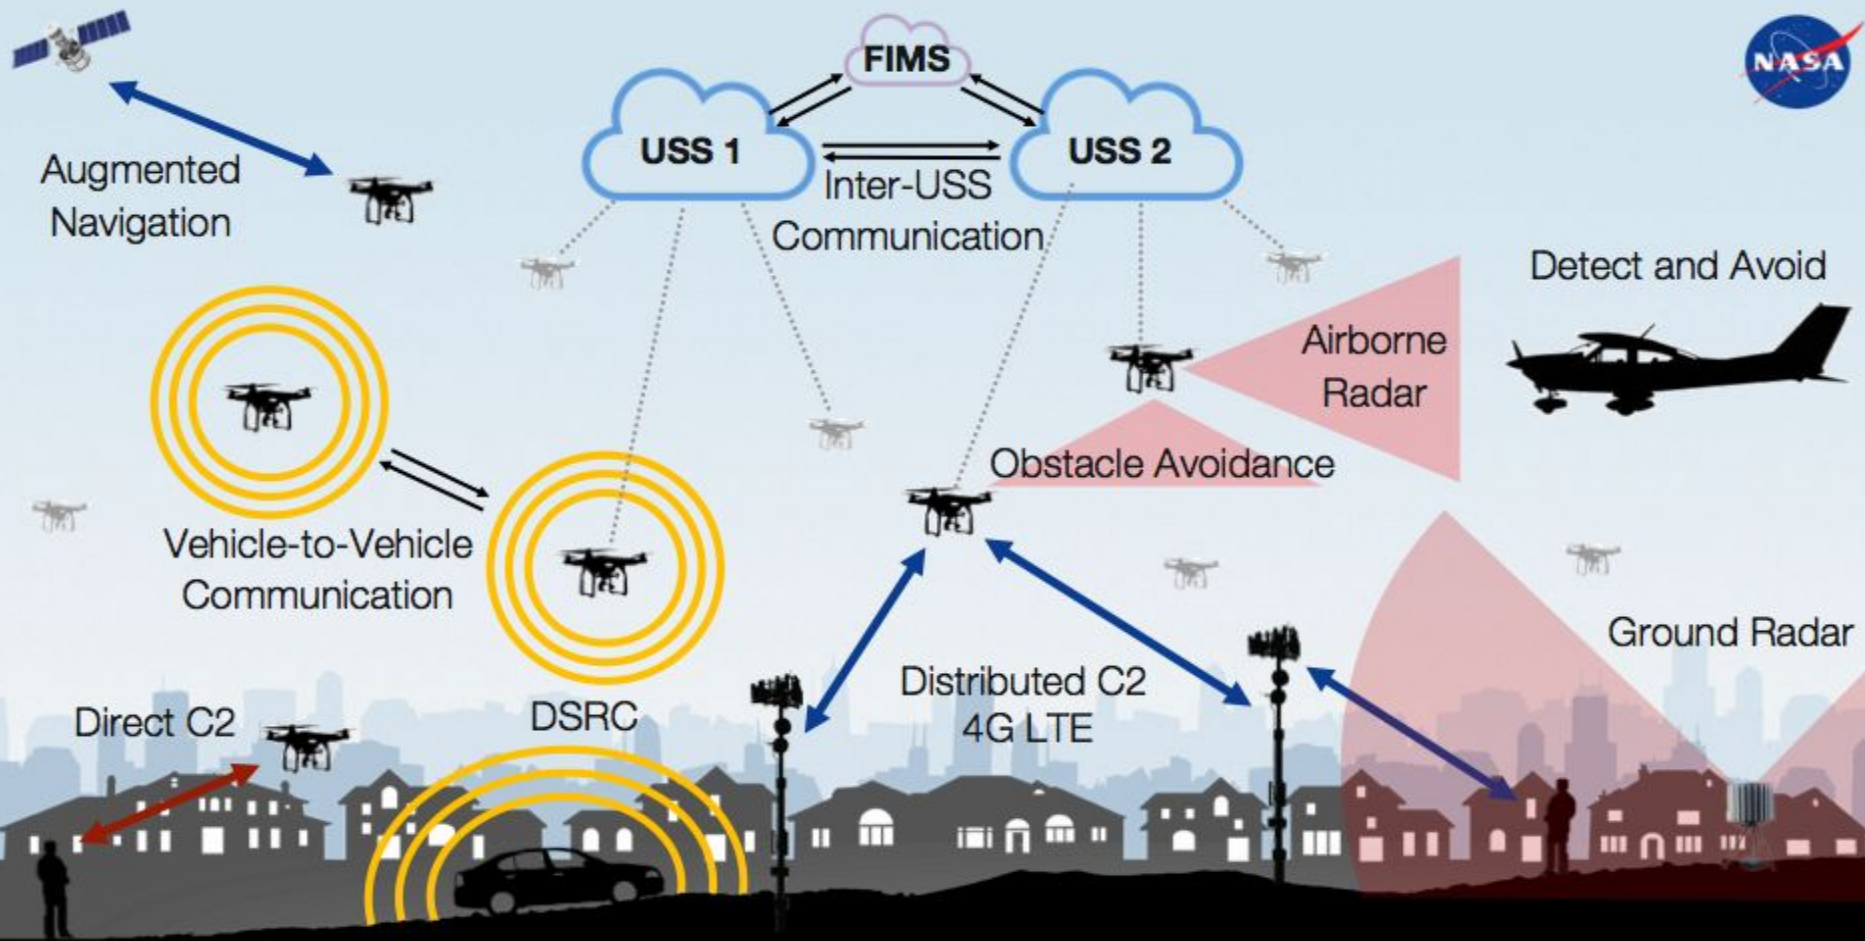 FIMS
NASA
USS 1
USS 2
Inter-USS
Communication
Augmented
Navigation
Detect and Avoid
Airborne
Radar
Obstacle Avoidance
Vehicle-to-Vehicle
Communication
Ground Radar
Distributed C2
4G LTE
Direct C2
DSRC